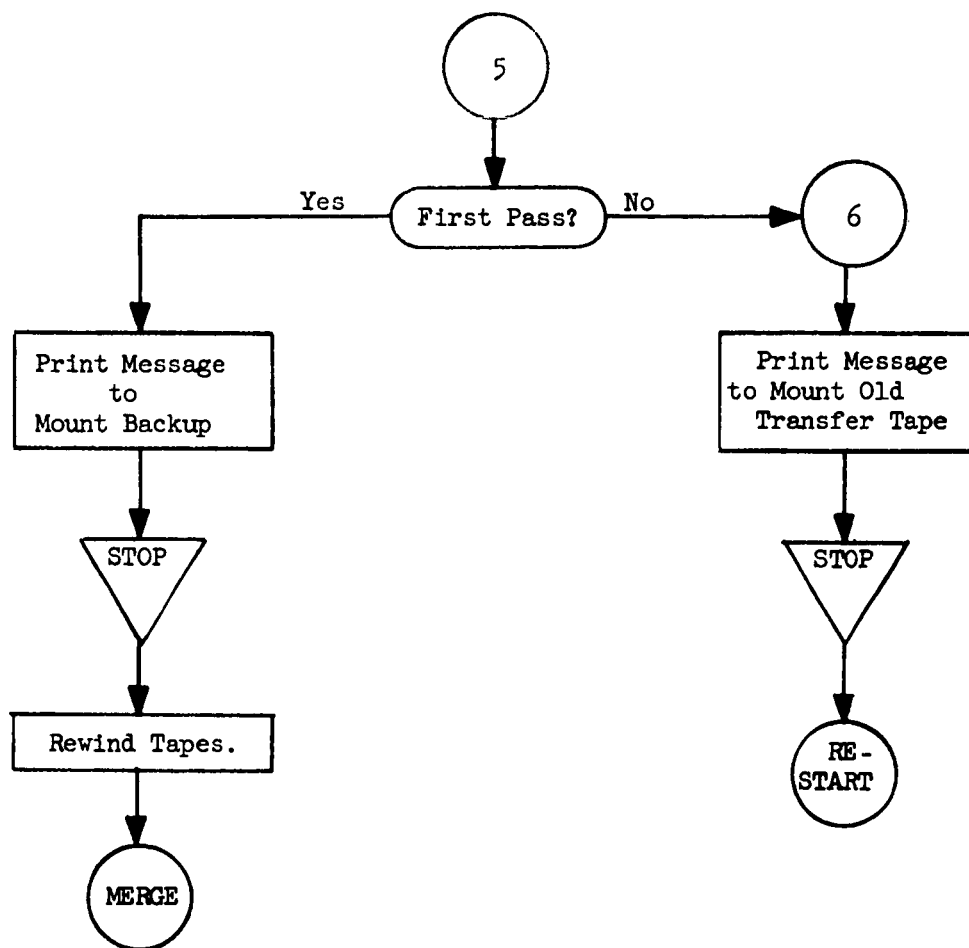 5
Yes
First Pass?
No
6
Print Message
to
Mount Backup
STOP
Rewind Tapes.
MERGE
Print Message
to Mount Old
Transfer Tape
STOP
RE-
START